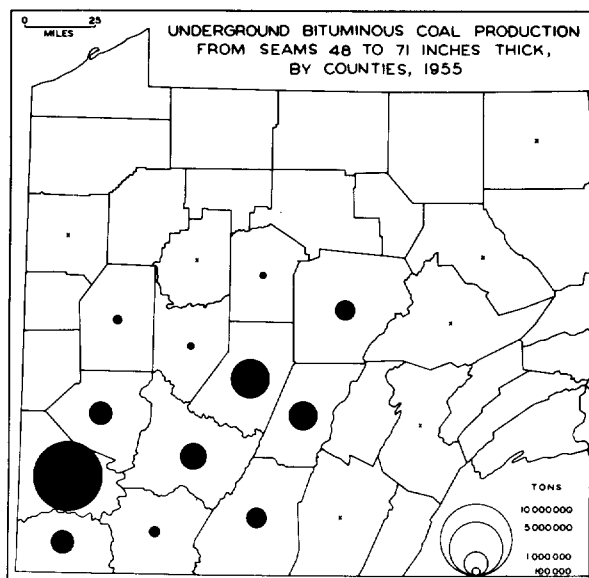 0 25
MILES
UNDERGROUND BITUMINOUS COAL PRODUCTION
FROM SEAMS 48 TO 71 INCHES THICK,
BY COUNTIES, 1955
TONS
10 000 000
5 000 000
1 000 000
100 000